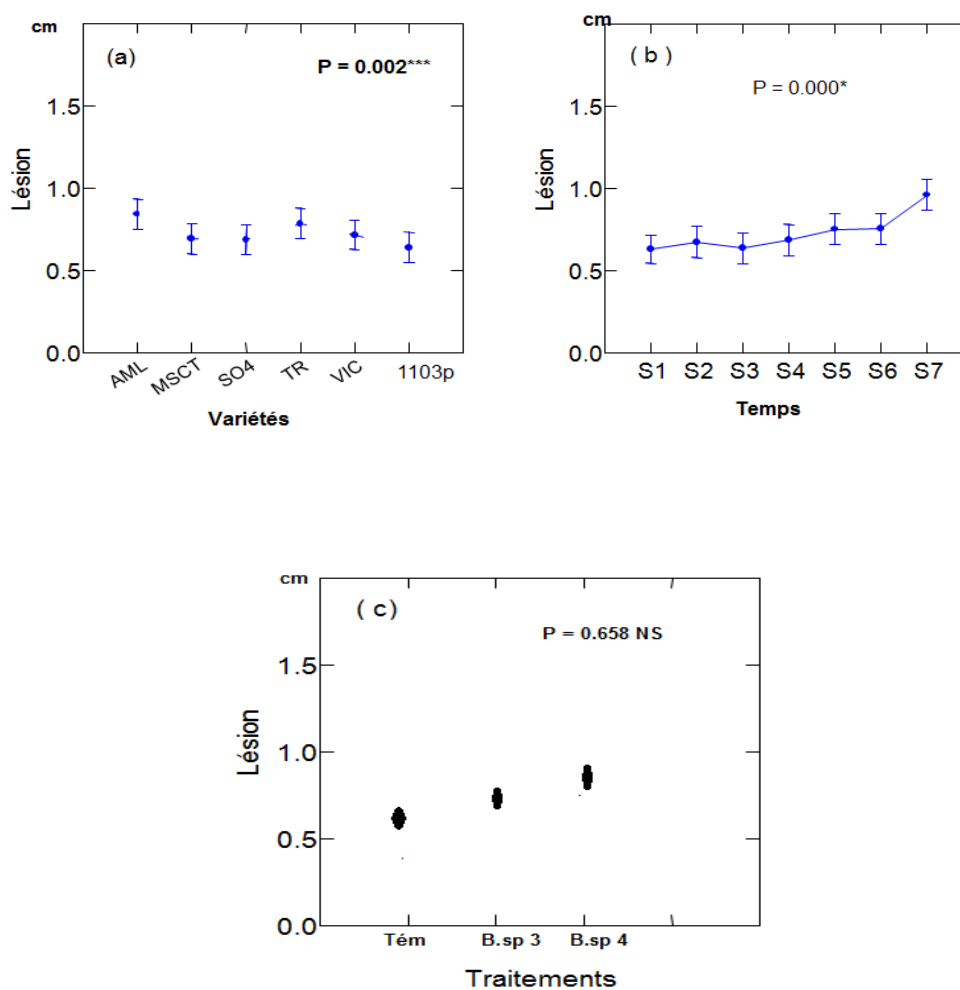 cm
(a)
P = 0.002***
1.5
1.0
0.5
0.0
Lésion
AML MSCT SO4 TR VIC 1103p
Variétés
cm
( b )
P = 0.000*
1.5
1.0
0.5
0.0
Lésion
S1 S2 S3 S4 S5 S6 S7
Temps
cm
( c)
P = 0.658 NS
1.5
1.0
0.5
0.0
Lésion
Tém B.sp 3 B.sp 4
Traitements